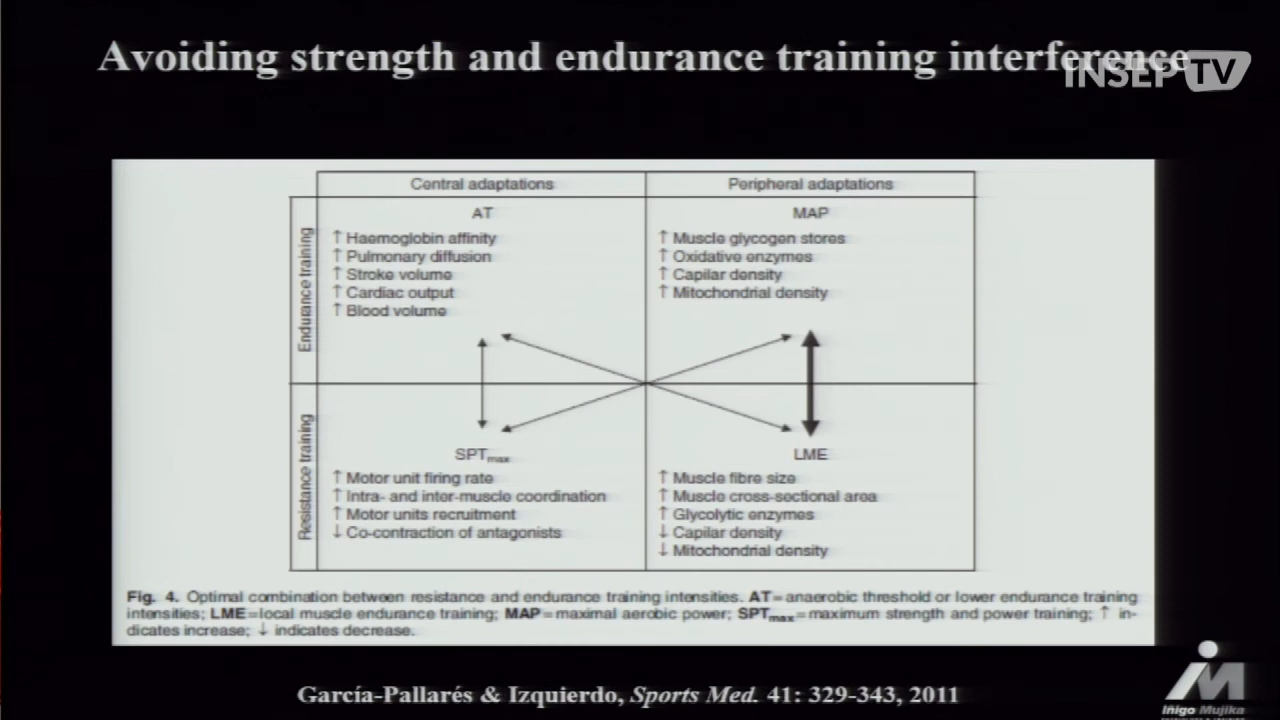 Avoiding strength and endurance training interference
INSEP TV
Central adaptations
Peripheral adaptations
Endurance training
AT
↑ Haemoglobin affinity
↑ Pulmonary diffusion
↑ Stroke volume
↑ Cardiac output
↑ Blood volume
MAP
↑ Muscle glycogen stores
↑ Oxidative enzymes
↑ Capilar density
↑ Mitochondrial density
Resistance training
SPTmax
↑ Motor unit firing rate
↑ Intra- and inter-muscle coordination
↑ Motor units recruitment
↓ Co-contraction of antagonists
LME
↑ Muscle fibre size
↑ Muscle cross-sectional area
↑ Glycolytic enzymes
↓ Capilar density
↓ Mitochondrial density
Fig. 4. Optimal combination between resistance and endurance training intensities. AT=anaerobic threshold or lower endurance training
intensities; LME=local muscle endurance training; MAP=maximal aerobic power; SPTmax=maximum strength and power training; ↑ in-
dicates increase; ↓ indicates decrease.
García-Pallarés & Izquierdo, Sports Med. 41: 329-343, 2011
Iñigo Mujika